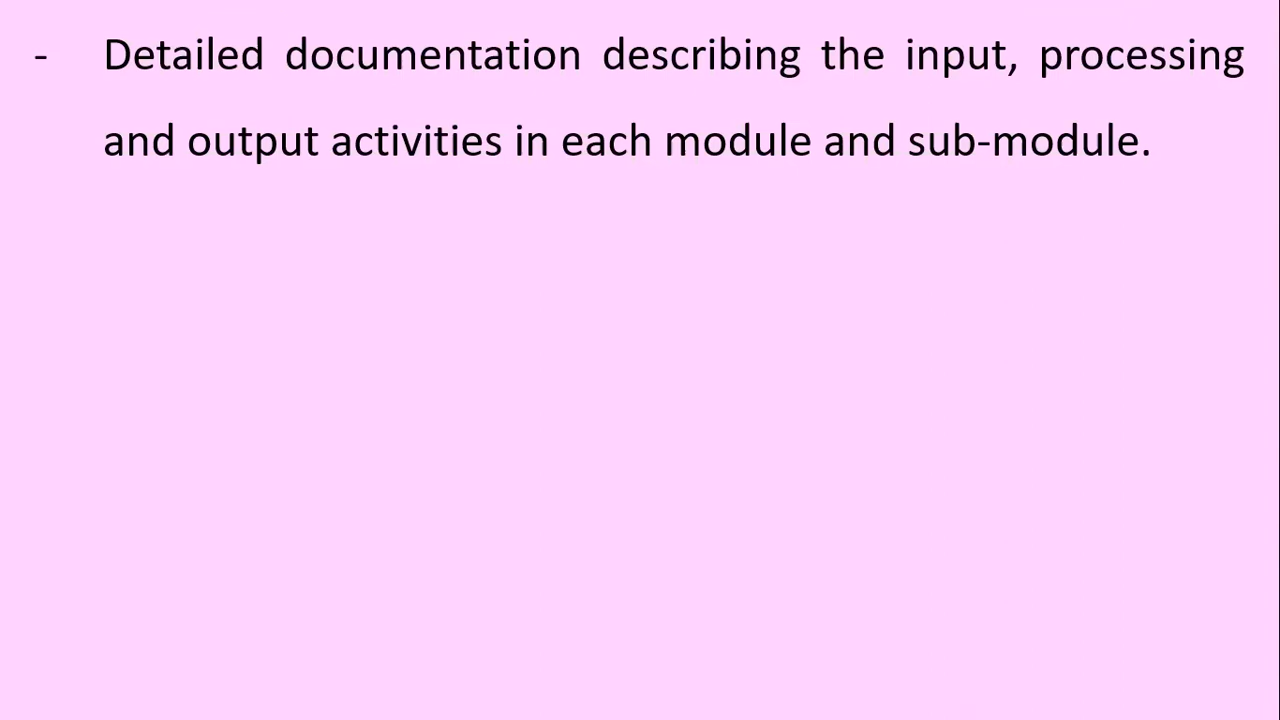 - Detailed documentation describing the input, processing
and output activities in each module and sub-module.